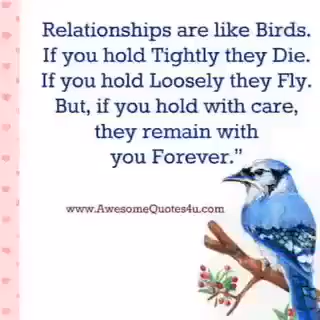 Relationships are like Birds.
If you hold Tightly they Die.
If you hold Loosely they Fly.
But, if you hold with care,
they remain with
you Forever.”
www.AwesomeQuotes4u.com